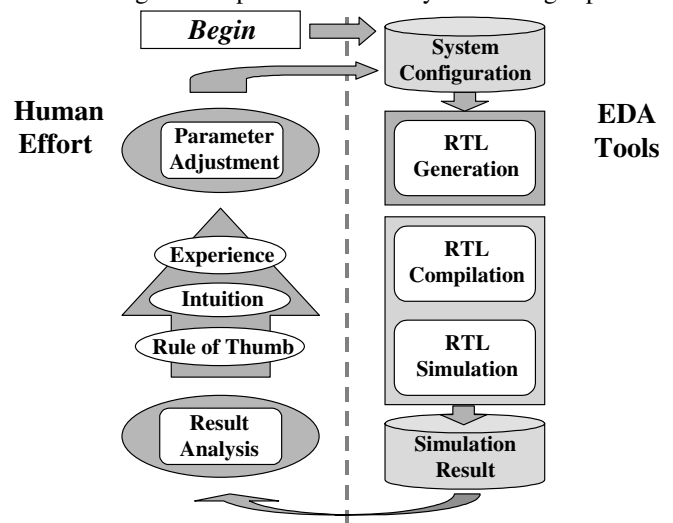 Begin
System
Configuration
Human
Effort
EDA
Tools
Parameter
Adjustment
RTL
Generation
Experience
Intuition
Rule of Thumb
RTL
Compilation
RTL
Simulation
Result
Analysis
Simulation
Result